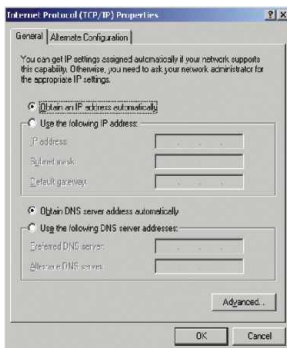 Internet Protocol (TCP/IP) Properties
General
Alternate Configuration
You can get IP settings assigned automatically if your network supports
this capability. Otherwise, you need to ask your network administrator for
the appropriate IP settings.
Obtain an IP address automatically
Use the following IP address:
IP address:
Subnet mask:
Default gateway:
Obtain DNS server address automatically
Use the following DNS server addresses:
Preferred DNS server:
Alternate DNS server:
Advanced...
OK
Cancel